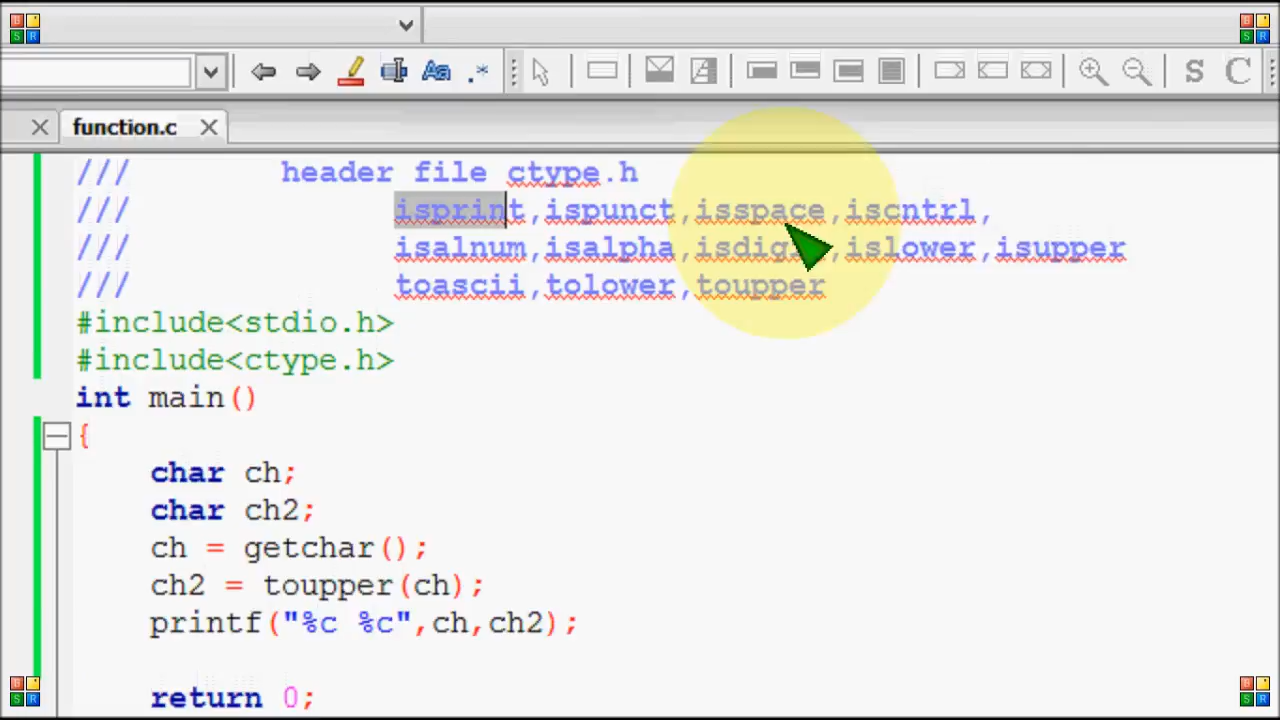 function.c
/// header file ctype.h
/// isprint,ispunct,isspace,iscntrl,
/// isalnum,isalpha,isdigit,islower,isupper
/// toascii,tolower,toupper
#include<stdio.h>
#include<ctype.h>
int main()
{
char ch;
char ch2;
ch = getchar();
ch2 = toupper(ch);
printf("%c %c",ch,ch2);
return 0;